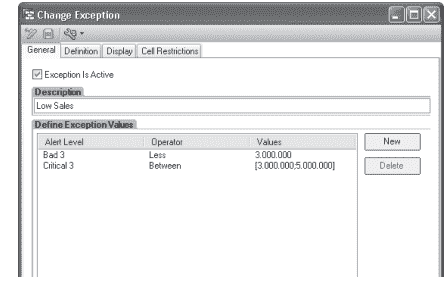 Change Exception
General Definition Display Cell Restrictions
Exception Is Active
Description
Low Sales
Define Exception Values
Alert Level Operator Values New
Bad 3 Less 3.000.000
Critical 3 Between [3.000.000;5.000.000] Delete